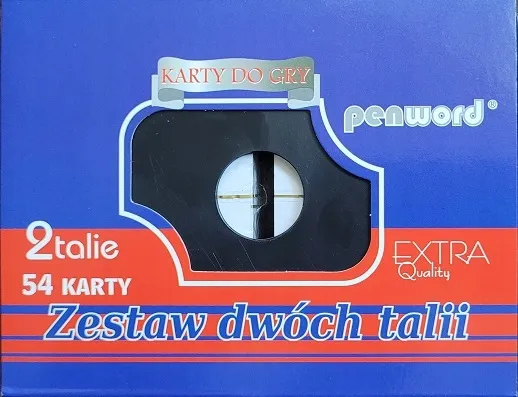 KARTY DO GRY
penword®
2talie
54 KARTY
EXTRA
Quality
Zestaw dwóch talii